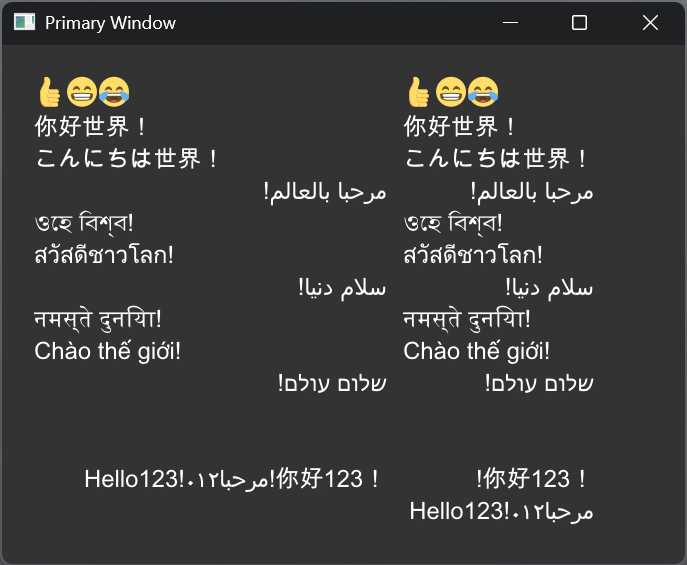 👍😁😂
你好世界！
こんにちは世界！
مرحبا بالعالم!
ওহে বিশ্ব!
สวัสดีชาวโลก!
سلام دنیا!
नमस्ते दुनिया!
Chào thế giới!
שלום עולם!
你好123！!مرحبا٠١٢!Hello123
👍😁😂
你好世界！
こんにちは世界！
مرحبا بالعالم!
ওহে বিশ্ব!
สวัสดีชาวโลก!
سلام دنیا!
नमस्ते दुनिया!
Chào thế giới!
שלום עולם!
你好123！!
مرحبا٠١٢!Hello123
Primary Window